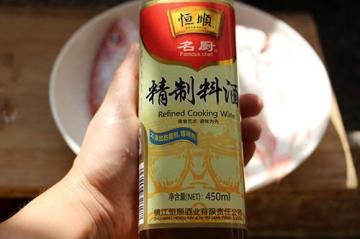 恒順
名厨
Famous chef
精制料酒
Refined Cooking Wine
净含量(NET): 450ml
镇江恒顺酒业有限责任公司